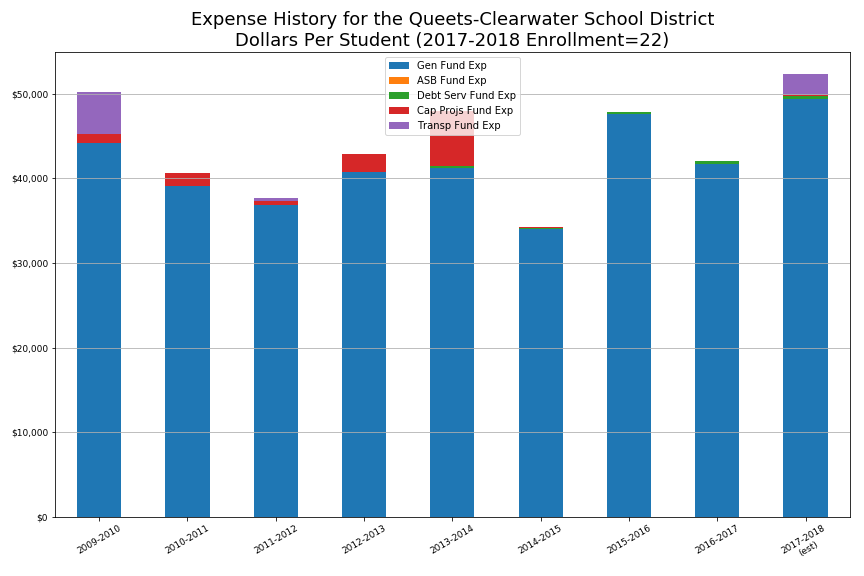 Expense History for the Queets-Clearwater School District
Dollars Per Student (2017-2018 Enrollment=22)
Gen Fund Exp
ASB Fund Exp
Debt Serv Fund Exp
Cap Projs Fund Exp
Transp Fund Exp
$50,000
$40,000
$30,000
$20,000
$10,000
$0
2009-2010
2010-2011
2011-2012
2012-2013
2013-2014
2014-2015
2015-2016
2016-2017
2017-2018
(est)